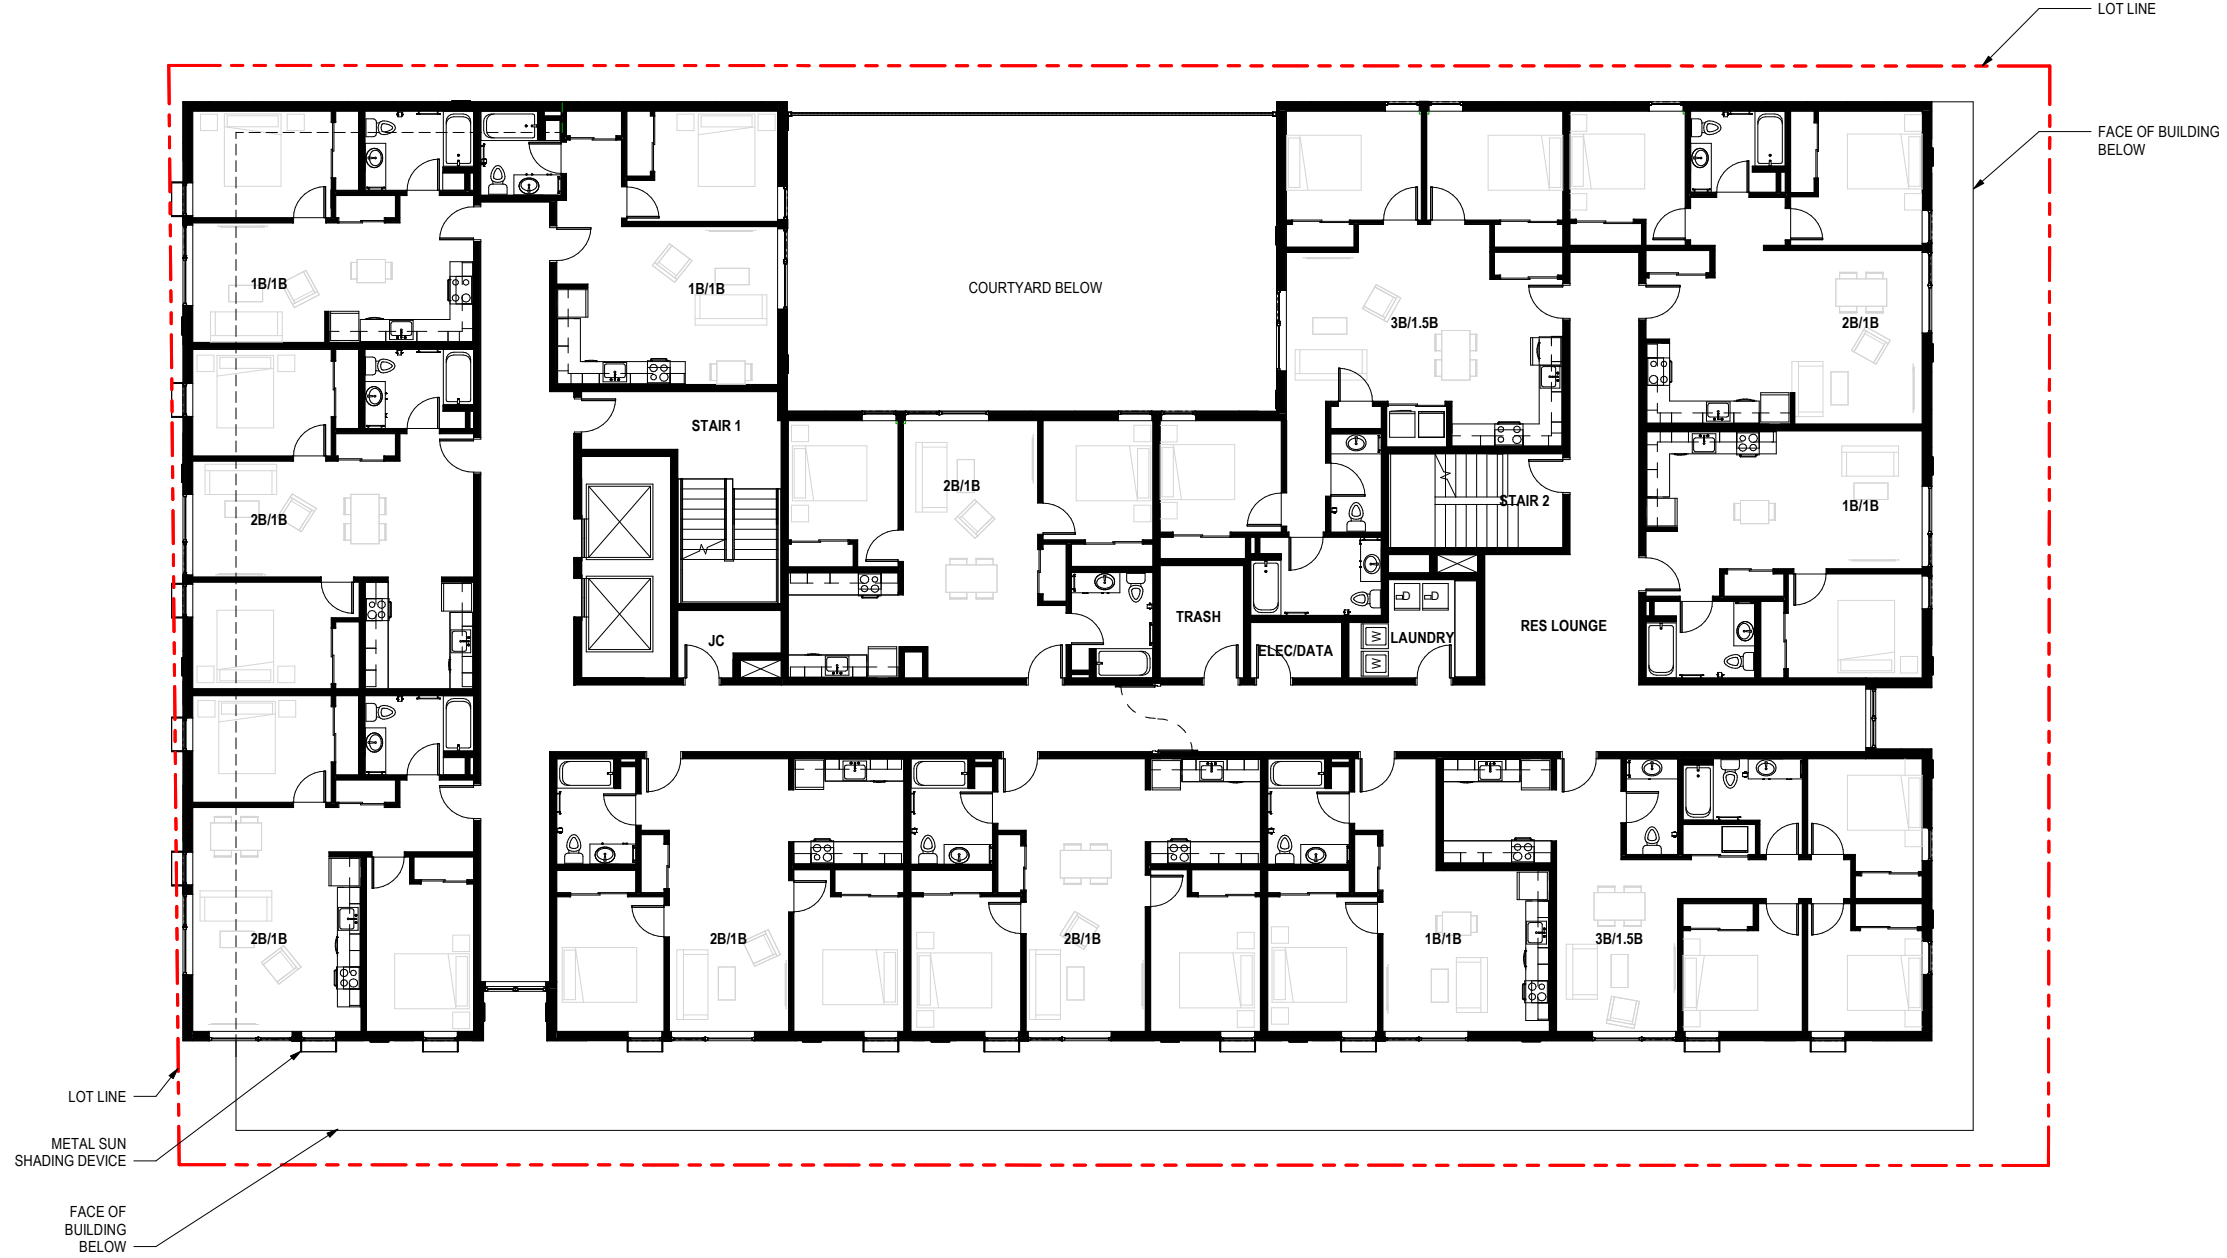 LOT LINE
FACE OF BUILDING
BELOW
1B/1B
1B/1B
COURTYARD BELOW
3B/1.5B
2B/1B
STAIR 1
2B/1B
2B/1B
STAIR 2
1B/1B
JC
TRASH
ELEC/DATA
LAUNDRY
RES LOUNGE
D
D
W
W
2B/1B
2B/1B
2B/1B
1B/1B
3B/1.5B
LOT LINE
METAL SUN
SHADING DEVICE
FACE OF
BUILDING
BELOW